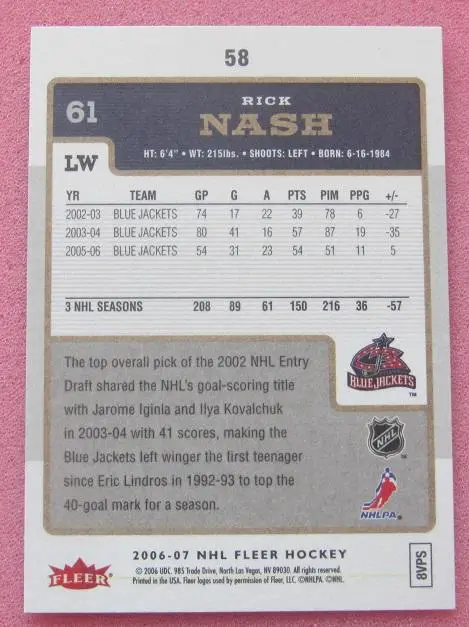 58
61
RICK
NASH
LW
HT: 6'4" • WT: 215lbs. • SHOOTS: LEFT • BORN: 6-16-1984
YR TEAM GP G A PTS PIM PPG +/-
2002-03 BLUE JACKETS 74 17 22 39 78 6 -27
2003-04 BLUE JACKETS 80 41 16 57 87 19 -35
2005-06 BLUE JACKETS 54 31 23 54 51 11 5
3 NHL SEASONS 208 89 61 150 216 36 -57
The top overall pick of the 2002 NHL Entry
Draft shared the NHL's goal-scoring title
with Jarome Iginla and Ilya Kovalchuk
in 2003-04 with 41 scores, making the
Blue Jackets left winger the first teenager
since Eric Lindros in 1992-93 to top the
40-goal mark for a season.
BLUE JACKETS
TM
NHL
TM
NHLPA.
2006-07 NHL FLEER HOCKEY
FLEER
© 2006 UDC. 985 Trade Drive, North Las Vegas, NV 89030. All rights reserved.
Printed in the USA. Fleer logos used by permission of Fleer, LLC. ©NHLPA. ©NHL.
8VPS